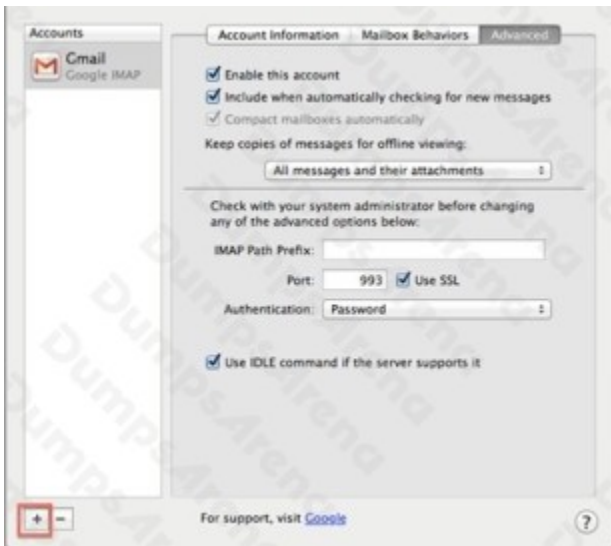 Accounts
Gmail
Google IMAP
Account Information Mailbox Behaviors Advanced
Enable this account
Include when automatically checking for new messages
Compact mailboxes automatically
Keep copies of messages for offline viewing:
All messages and their attachments
Check with your system administrator before changing
any of the advanced options below:
IMAP Path Prefix:
Port: 993 Use SSL
Authentication: Password
Use IDLE command if the server supports it
+ -
For support, visit Google
?
DumpsArena